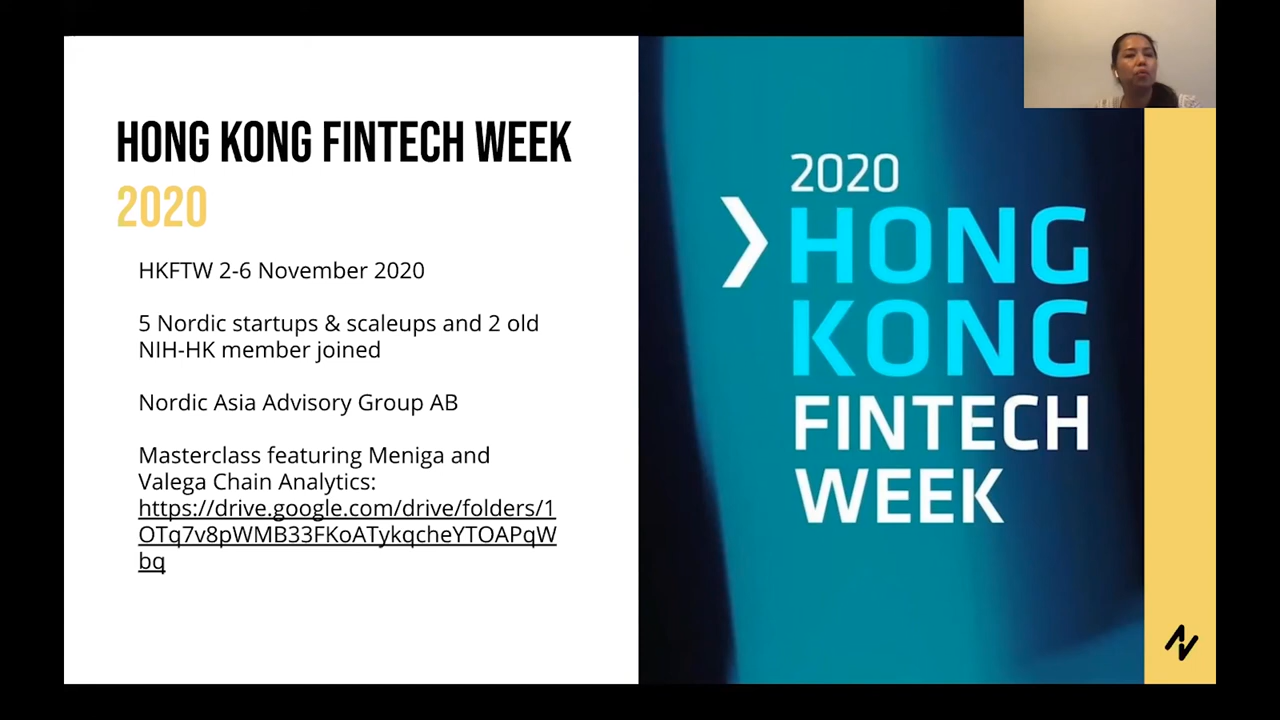 HONG KONG FINTECH WEEK
2020
HKFTW 2-6 November 2020
5 Nordic startups & scaleups and 2 old
NIH-HK member joined
Nordic Asia Advisory Group AB
Masterclass featuring Meniga and
Valega Chain Analytics:
https://drive.google.com/drive/folders/1
OTq7v8pWMB33FKoATykqcheYTOAPqW
bq
2020
HONG
KONG
FINTECH
WEEK